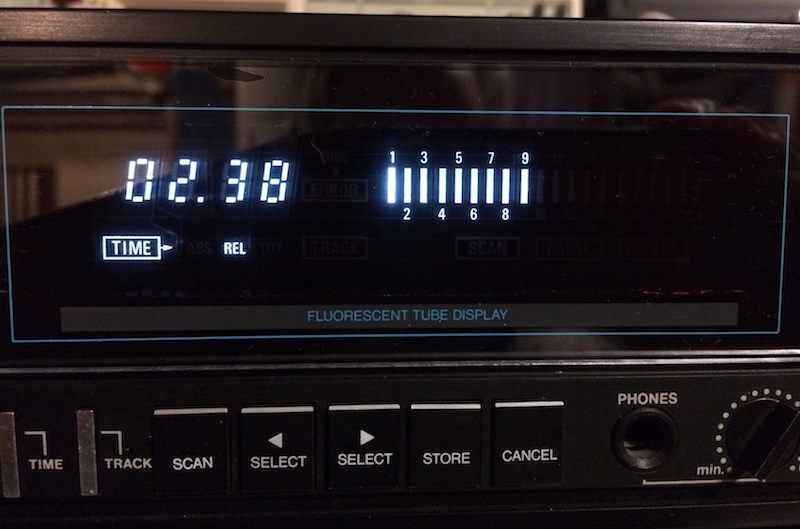 1 3 5 7 9
02.38 ERROR
2 4 6 8
TIME ABS REL TOT TRACK SCAN
FLUORESCENT TUBE DISPLAY
PHONES
TIME TRACK SCAN SELECT SELECT STORE CANCEL
min.